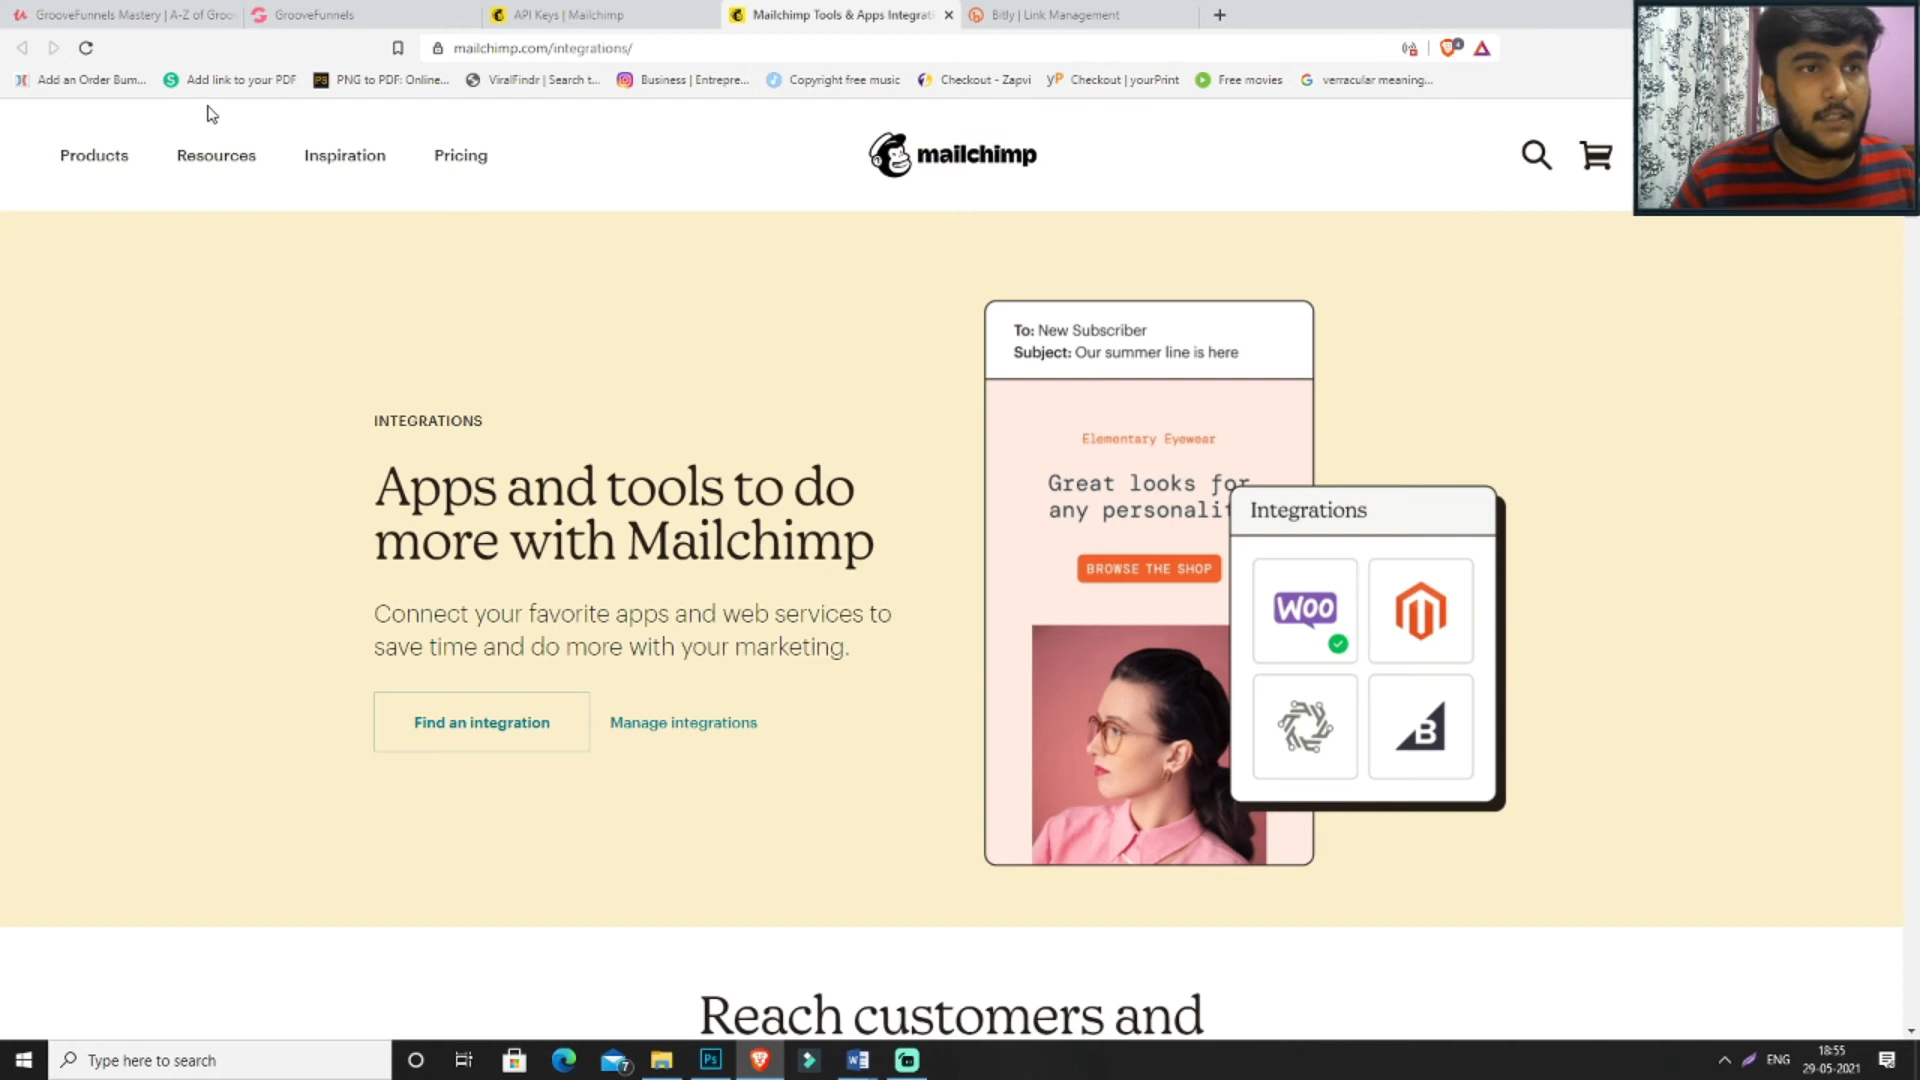 GrooveFunnels Mastery | A-Z of Groo
GrooveFunnels
API Keys | Mailchimp
Mailchimp Tools & Apps Integrati
Bitly | Link Management
mailchimp.com/integrations/
Add an Order Bum...
Add link to your PDF
PNG to PDF: Online...
ViralFindr | Search t...
Business | Entrepre...
Copyright free music
Checkout - Zapvi
Checkout | yourPrint
Free movies
verracular meaning...
Products
Resources
Inspiration
Pricing
mailchimp
To: New Subscriber
Subject: Our summer line is here
INTEGRATIONS
Apps and tools to do
more with Mailchimp
Connect your favorite apps and web services to
save time and do more with your marketing.
Find an integration
Manage integrations
Elementary Eyewear
Great looks for
any personali
BROWSE THE SHOP
Integrations
WOO
B
Reach customers and
Type here to search
Ps
7
ENG
18:55
29-05-2021